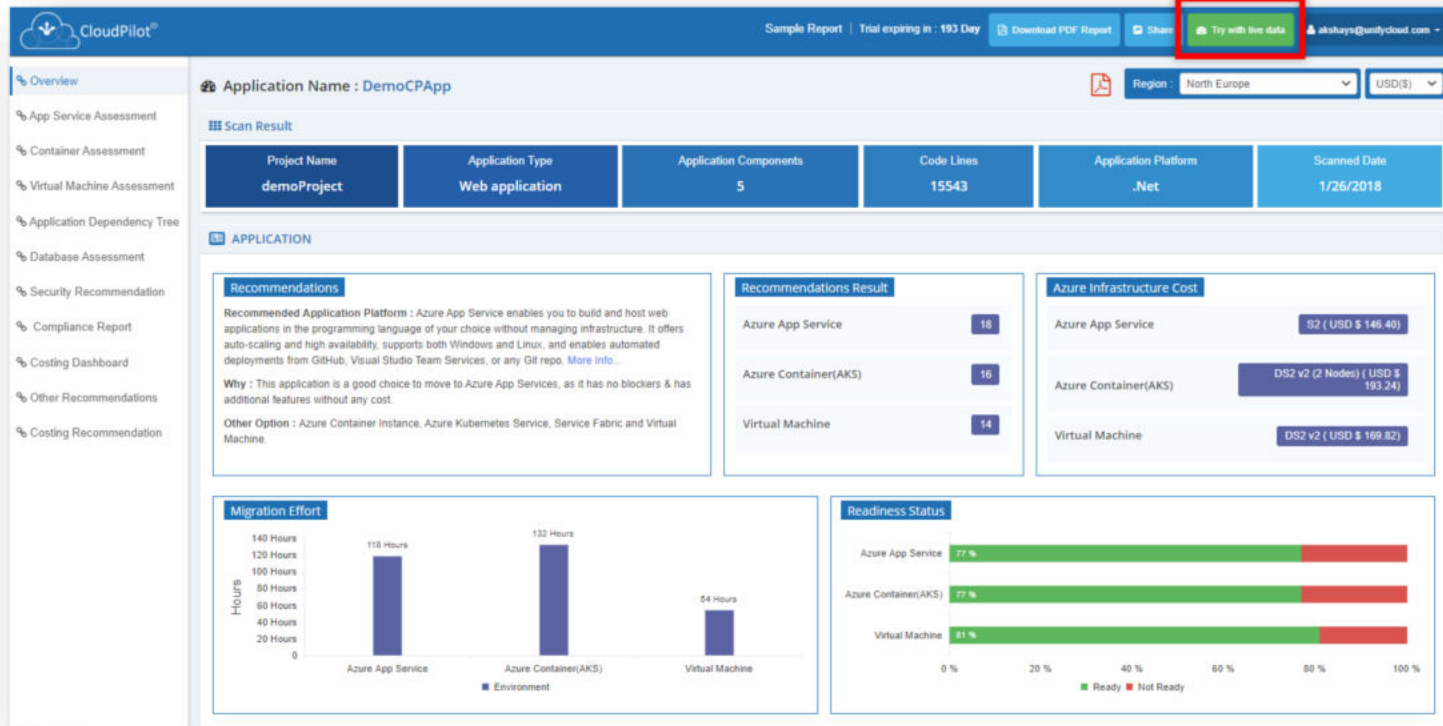 CloudPilot®
Sample Report | Trial expiring in : 193 Day
Download PDF Report
Share
Try with live data
akshays@unifycloud.com
Overview
App Service Assessment
Container Assessment
Virtual Machine Assessment
Application Dependency Tree
Database Assessment
Security Recommendation
Compliance Report
Costing Dashboard
Other Recommendations
Costing Recommendation
Application Name : DemoCPApp
Region :
North Europe
USD($)
Scan Result
Project Name
demoProject
Application Type
Web application
Application Components
5
Code Lines
15543
Application Platform
.Net
Scanned Date
1/26/2018
APPLICATION
Recommendations
Recommended Application Platform : Azure App Service enables you to build and host web
applications in the programming language of your choice without managing infrastructure. It offers
auto-scaling and high availability, supports both Windows and Linux, and enables automated
deployments from GitHub, Visual Studio Team Services, or any Git repo. More Info...
Why : This application is a good choice to move to Azure App Services, as it has no blockers & has
additional features without any cost.
Other Option : Azure Container Instance, Azure Kubernetes Service, Service Fabric and Virtual
Machine.
Recommendations Result
Azure App Service 18
Azure Container(AKS) 16
Virtual Machine 14
Azure Infrastructure Cost
Azure App Service S2 ( USD $ 146.40)
Azure Container(AKS) DS2 v2 (2 Nodes) ( USD $
193.24)
Virtual Machine DS2 v2 ( USD $ 169.82)
Migration Effort
Hours
140 Hours
120 Hours
100 Hours
80 Hours
60 Hours
40 Hours
20 Hours
0
118 Hours
132 Hours
54 Hours
Azure App Service
Azure Container(AKS)
Virtual Machine
Environment
Readiness Status
Azure App Service 77 %
Azure Container(AKS) 77 %
Virtual Machine 81 %
0 % 20 % 40 % 60 % 80 % 100 %
Ready Not Ready